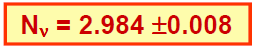 Nν = 2.984 ±0.008